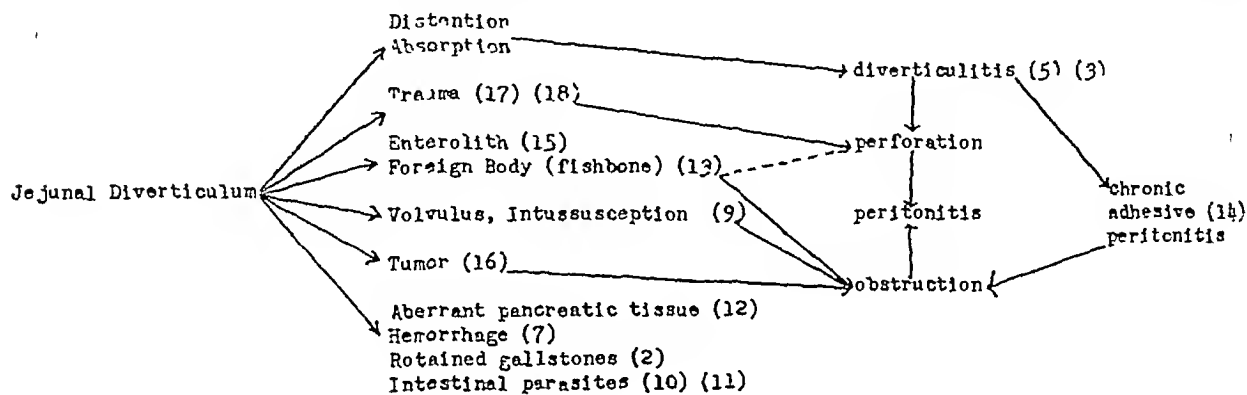 Distention
Absorption
diverticulitis (5) (3)
Trauma (17) (18)
Enterolith (15)
perforation
Foreign Body (fishbone) (13)
Jejunal Diverticulum
chronic
Volvulus, Intussusception (9)
peritonitis
adhesive (14)
peritonitis
Tumor (16)
obstruction
Aberrant pancreatic tissue (12)
Hemorrhage (7)
Rotained gallstones (2)
Intestinal parasites (10) (11)